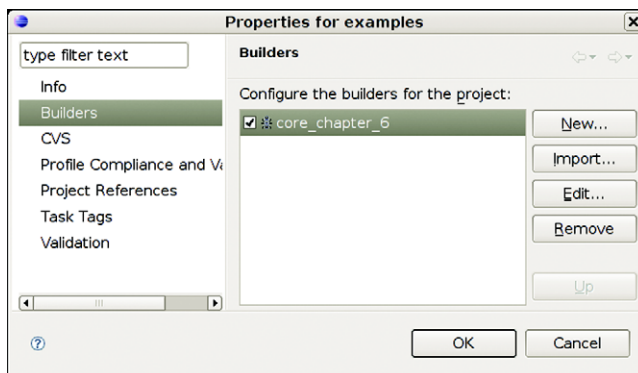 Properties for examples
type filter text
Info
Builders
CVS
Profile Compliance and Va
Project References
Task Tags
Validation
Builders
Configure the builders for the project:
core_chapter_6
New...
Import...
Edit...
Remove
Up
OK
Cancel